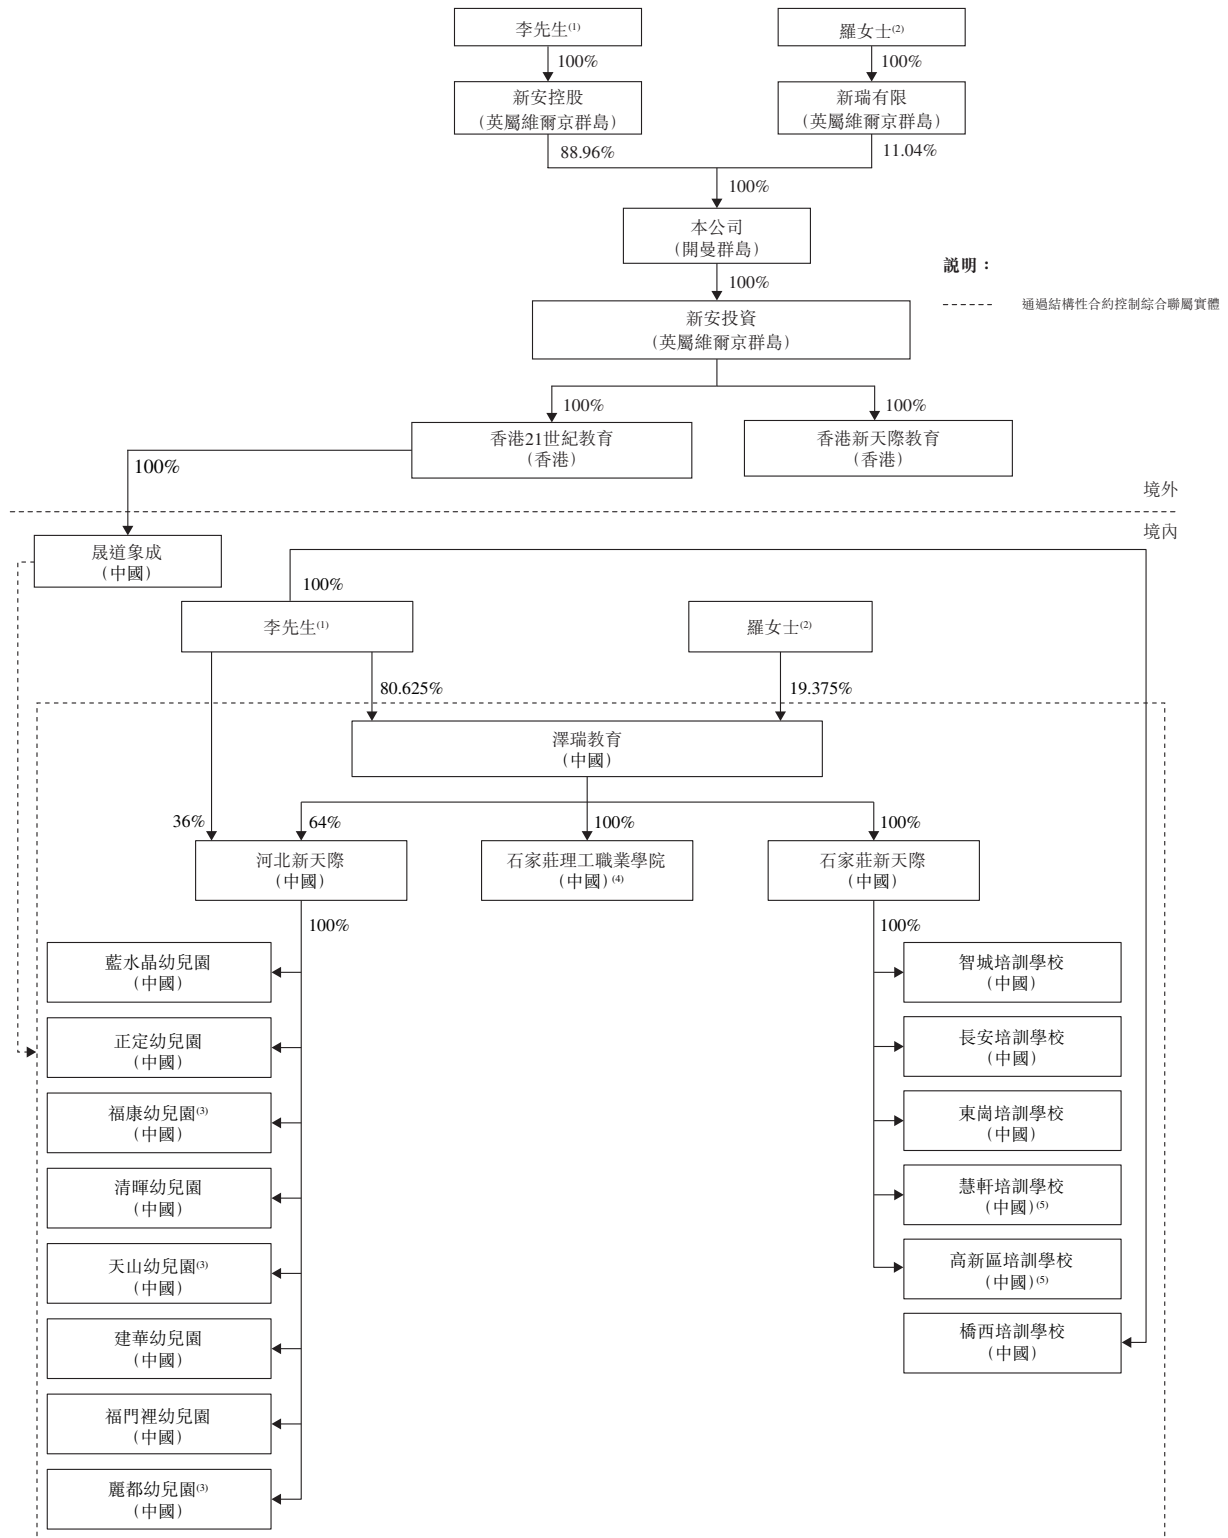 李先生(1)
羅女士(2)
100%
100%
新安控股
(英屬維爾京群島)
新瑞有限
(英屬維爾京群島)
88.96%
11.04%
100%
本公司
(開曼群島)
説明：
100%
通過結構性合約控制綜合聯屬實體
新安投資
(英屬維爾京群島)
100%
100%
香港21世紀教育
(香港)
香港新天際教育
(香港)
100%
境外
境內
晟道象成
(中國)
100%
李先生(1)
羅女士(2)
80.625%
19.375%
澤瑞教育
(中國)
36%
64%
100%
100%
河北新天際
(中國)
石家莊理工職業學院
(中國)(4)
石家莊新天際
(中國)
100%
100%
藍水晶幼兒園
(中國)
智城培訓學校
(中國)
正定幼兒園
(中國)
長安培訓學校
(中國)
福康幼兒園(3)
(中國)
東崗培訓學校
(中國)
清暉幼兒園
(中國)
慧軒培訓學校
(中國)(5)
天山幼兒園(3)
(中國)
高新區培訓學校
(中國)(5)
建華幼兒園
(中國)
橋西培訓學校
(中國)
福門裡幼兒園
(中國)
麗都幼兒園(3)
(中國)